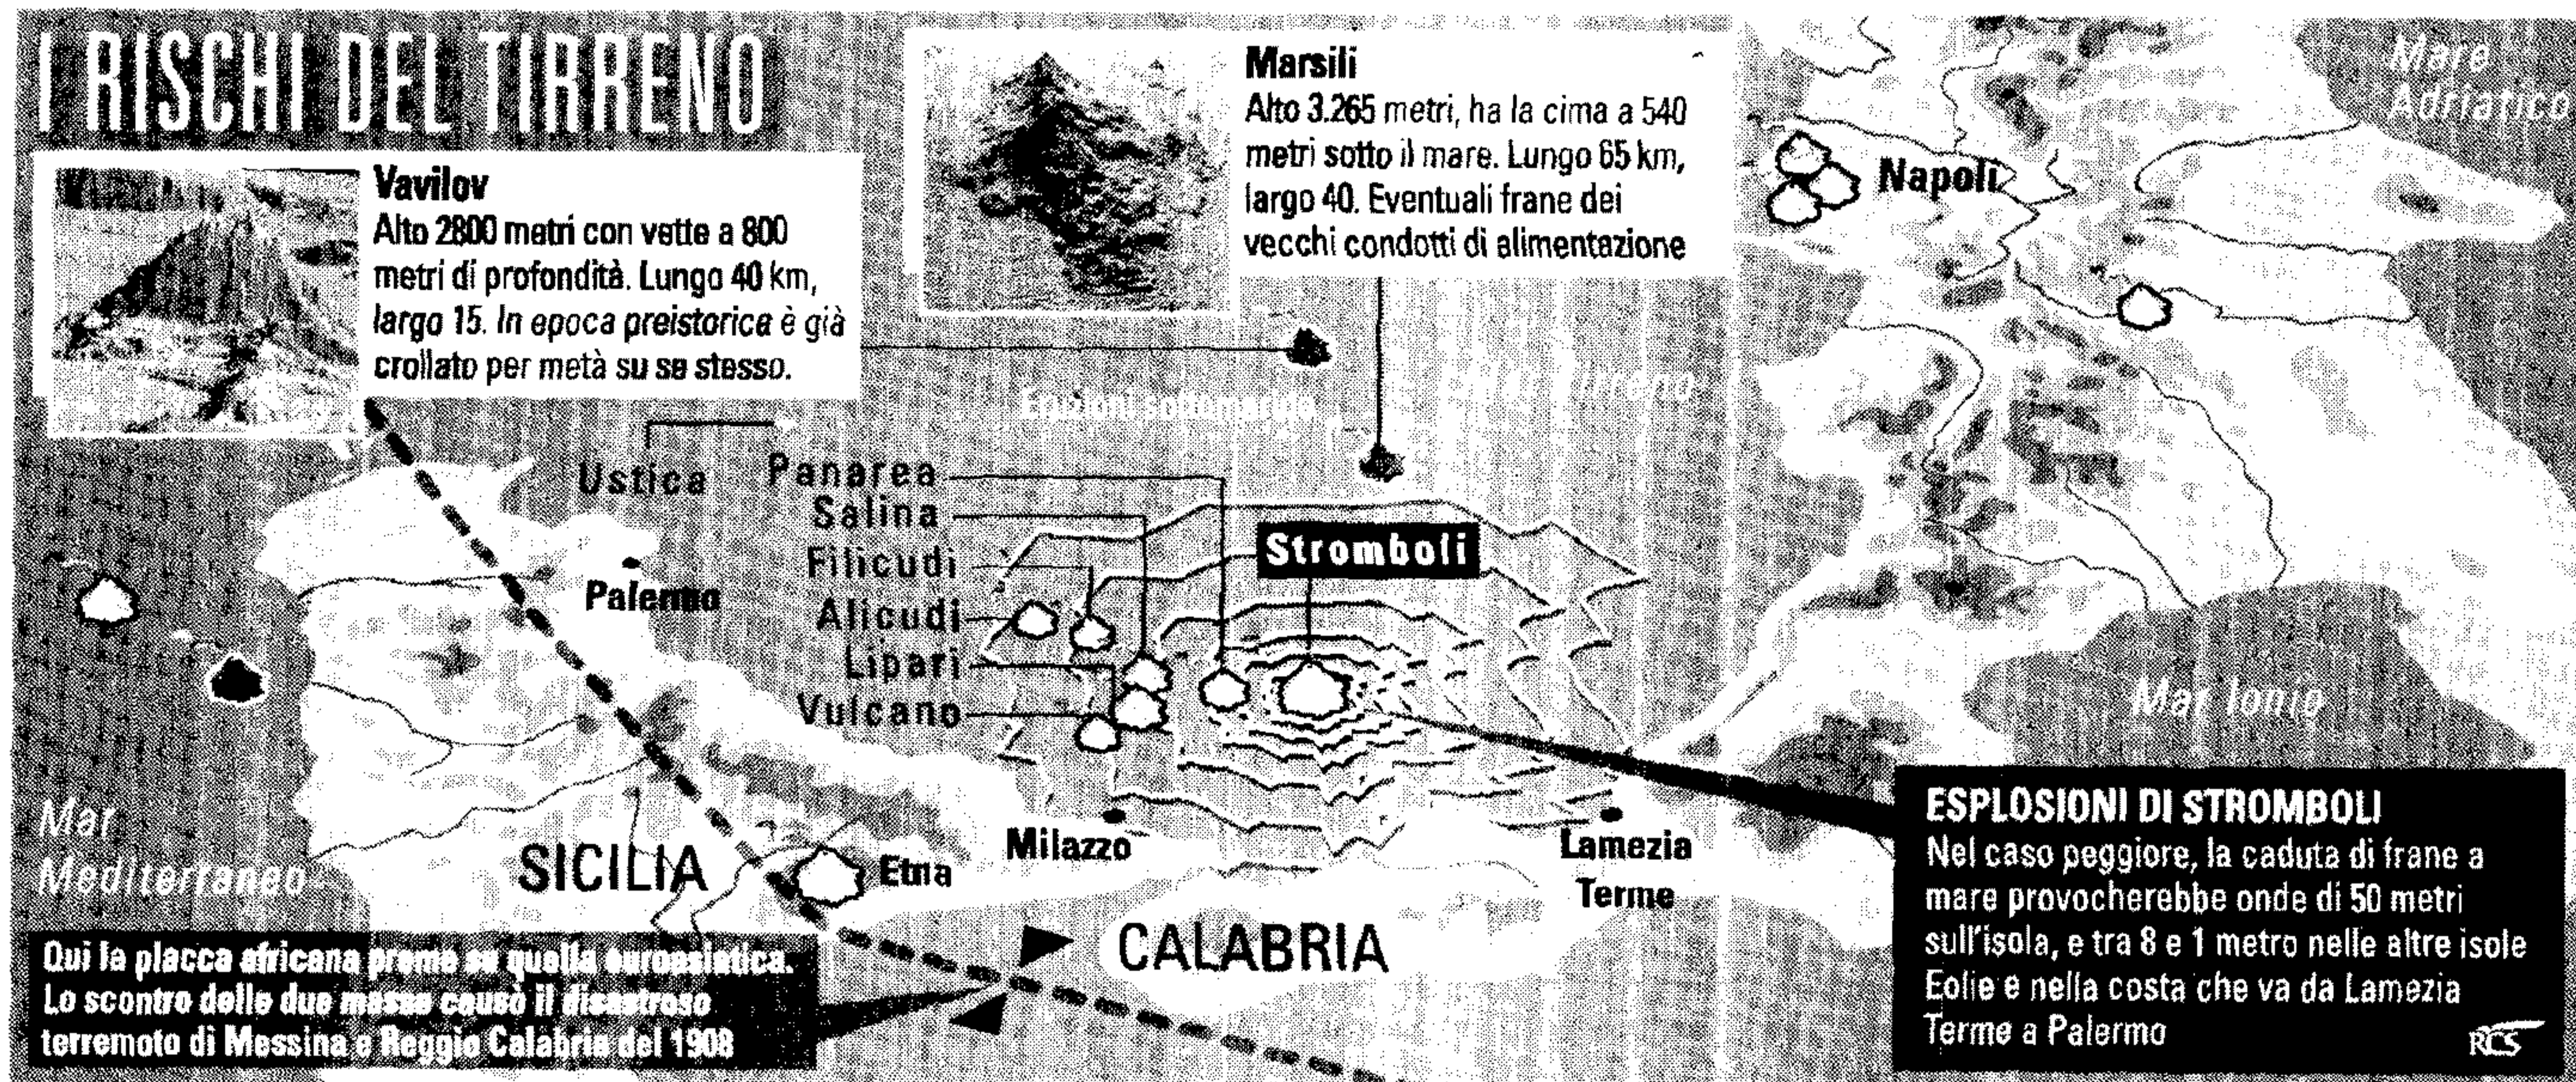 I RISCHI DEL TIRRENO
Vavilov
Alto 2800 metri con vette a 800
metri di profondità. Lungo 40 km,
largo 15. In epoca preistorica è già
crollato per metà su se stesso.
Marsili
Alto 3.265 metri, ha la cima a 540
metri sotto il mare. Lungo 65 km,
largo 40. Eventuali frane dei
vecchi condotti di alimentazione
Mare
Adriatico
Napoli
Tirreno
Eruzioni sottomarine
Ustica
Panarea
Salina
Filicudi
Alicudi
Lipari
Vulcano
Stromboli
Palermo
Mar Ionio
Mar
Mediterraneo
SICILIA
Etna
Milazzo
Lamezia
Terme
CALABRIA
Qui la placca africana preme su quella euroasiatica.
Lo scontro delle due masse causò il disastroso
terremoto di Messina e Reggio Calabria del 1908
ESPLOSIONI DI STROMBOLI
Nel caso peggiore, la caduta di frane a
mare provocherebbe onde di 50 metri
sull'isola, e tra 8 e 1 metro nelle altre isole
Eolie e nella costa che va da Lamezia
Terme a Palermo
RCS